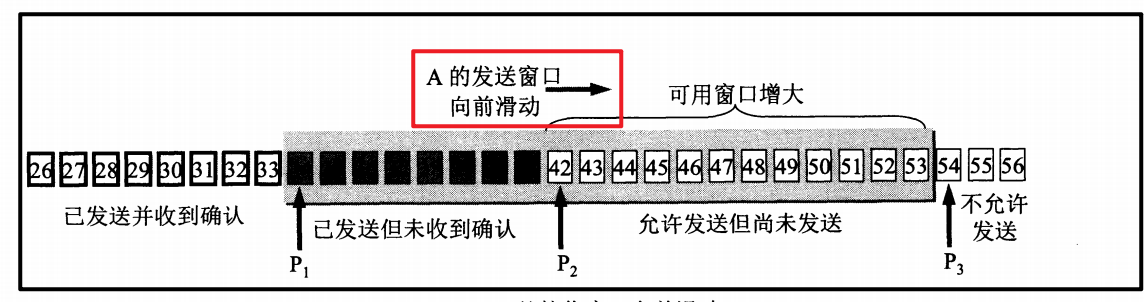 A 的发送窗口
向前滑动
可用窗口增大
26 27 28 29 30 31 32 33 42 43 44 45 46 47 48 49 50 51 52 53 54 55 56
已发送并收到确认
已发送但未收到确认
允许发送但尚未发送
不允许
发送
P1
P2
P3